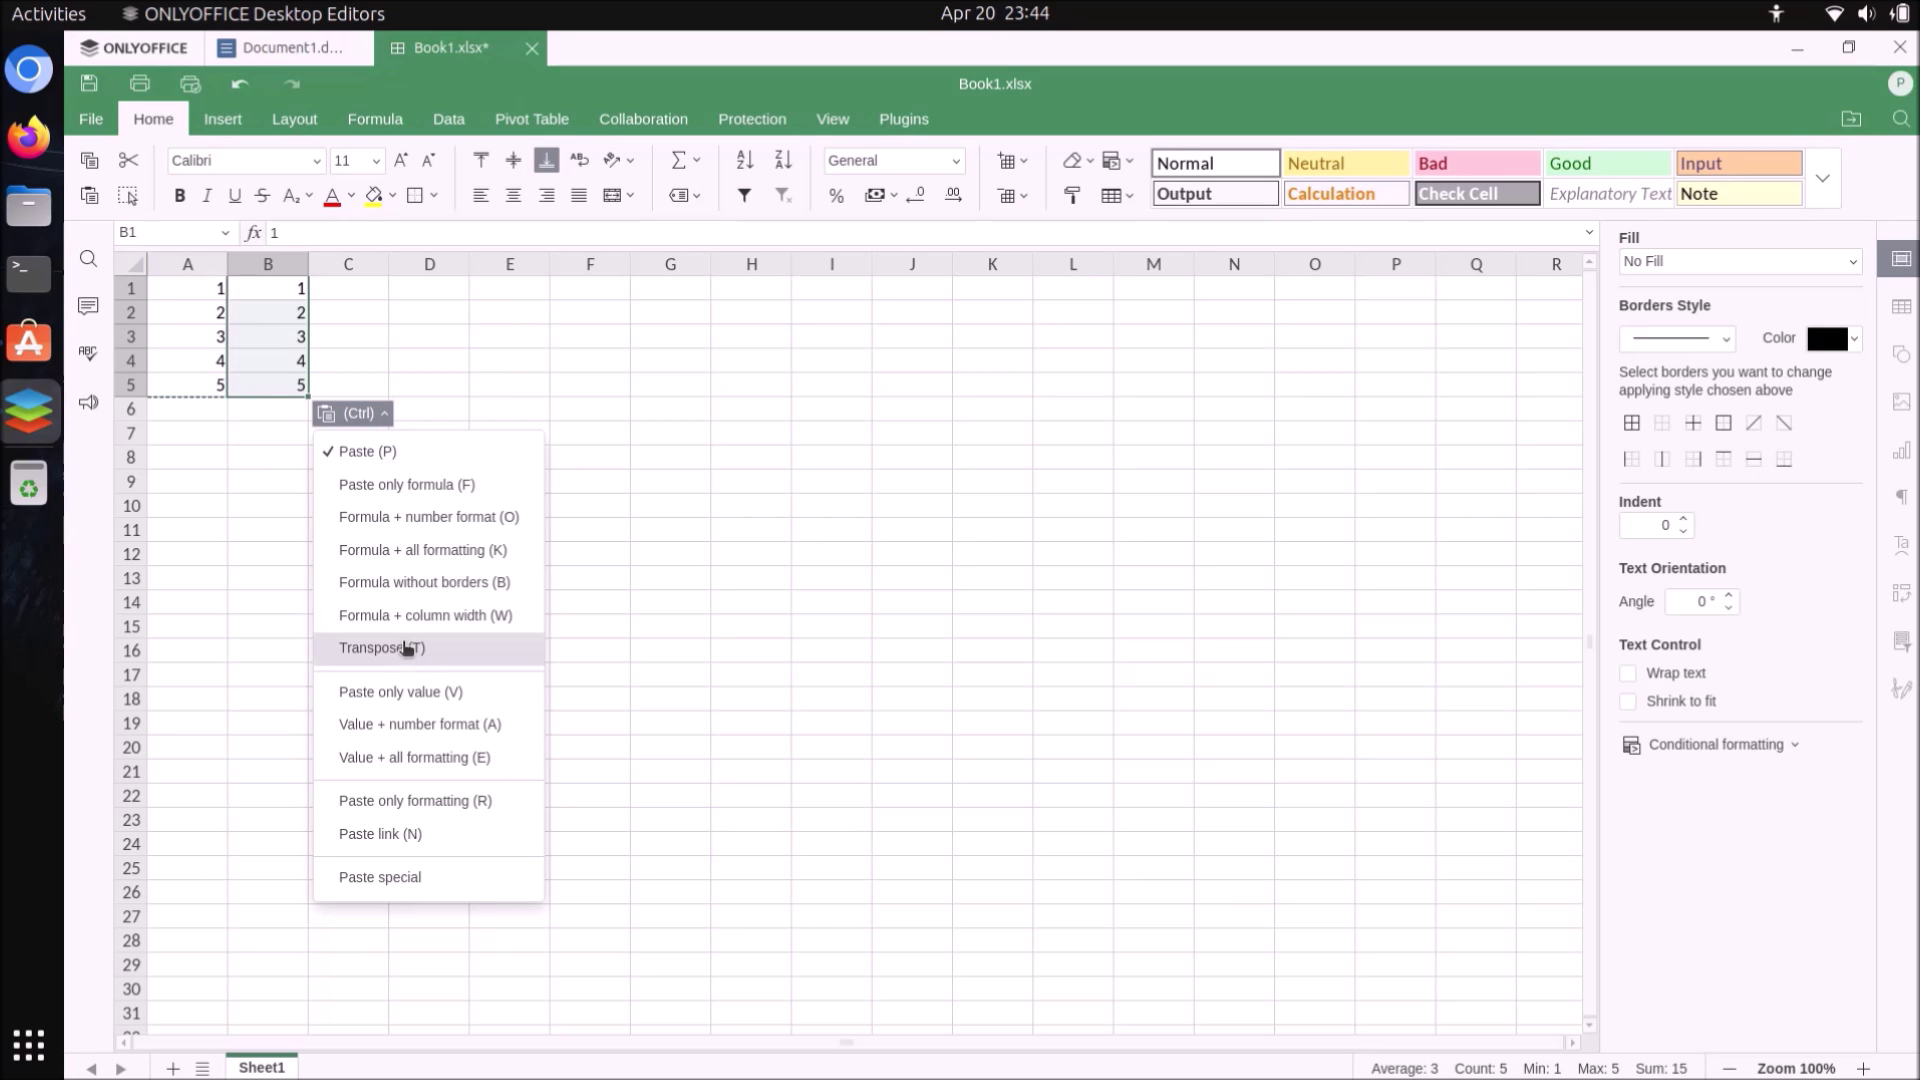 Activities
ONLYOFFICE Desktop Editors
Apr 20 23:44
ONLYOFFICE
Document1.d...
Book1.xlsx*
Book1.xlsx
P
File
Home
Insert
Layout
Formula
Data
Pivot Table
Collaboration
Protection
View
Plugins
Calibri
11
General
Normal
Neutral
Bad
Good
Input
Output
Calculation
Check Cell
Explanatory Text
Note
B1
fx
1
A B C D E F G H I J K L M N O P Q R
1 1 1
2 2 2
3 3 3
4 4 4
5 5 5
6
7
8
9
10
11
12
13
14
15
16
17
18
19
20
21
22
23
24
25
26
27
28
29
30
31
(Ctrl)
Paste (P)
Paste only formula (F)
Formula + number format (O)
Formula + all formatting (K)
Formula without borders (B)
Formula + column width (W)
Transpose (T)
Paste only value (V)
Value + number format (A)
Value + all formatting (E)
Paste only formatting (R)
Paste link (N)
Paste special
Fill
No Fill
Borders Style
Color
Select borders you want to change
applying style chosen above
Indent
0
Text Orientation
Angle
0 °
Text Control
Wrap text
Shrink to fit
Conditional formatting
Sheet1
Average: 3
Count: 5
Min: 1
Max: 5
Sum: 15
Zoom 100%